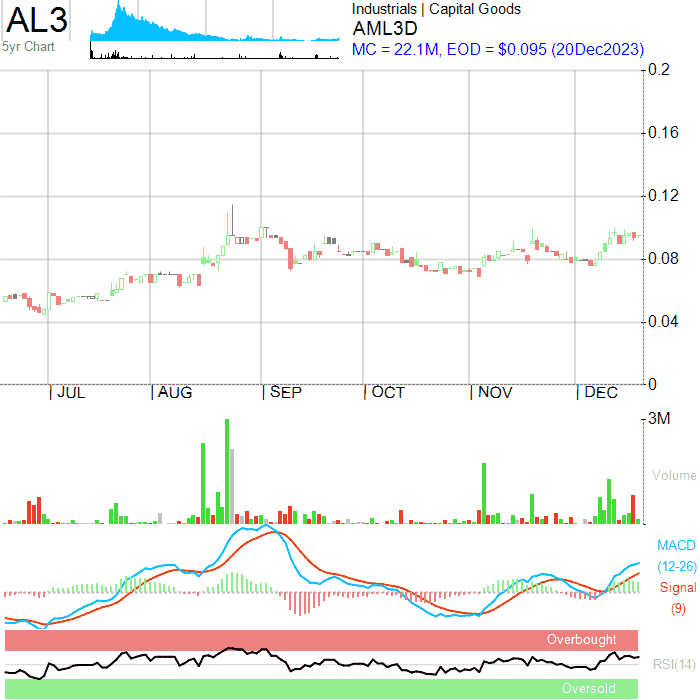 AL3
5yr Chart
Industrials | Capital Goods
AML3D
MC = 22.1M, EOD = $0.095 (20Dec2023)
0.2
0.16
0.12
0.08
0.04
0
JUL AUG SEP OCT NOV DEC
3M
Volume
MACD
(12-26)
Signal
(9)
Overbought
RSI(14)
Oversold